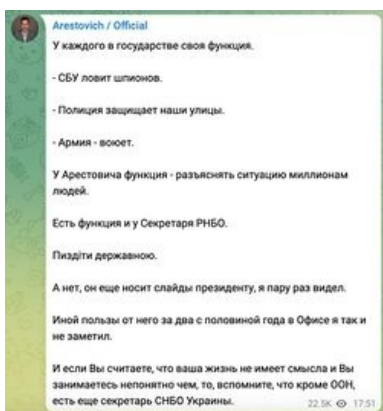 Arestovich / Official
У каждого в государстве своя функция.
- СБУ ловит шпионов.
- Полиция защищает наши улицы.
- Армия - воюет.
У Арестовича функция - разъяснять ситуацию миллионам
людей.
Есть функция и у Секретаря РНБО.
Пиздіти державною.
А нет, он еще носит слайды президенту, я пару раз видел.
Иной пользы от него за два с половиной года в Офисе я так и
не заметил.
И если Вы считаете, что ваша жизнь не имеет смысла и Вы
занимаетесь непонятно чем, то, вспомните, что кроме ООН,
есть еще секретарь СНБО Украины.
22.5K 17:51